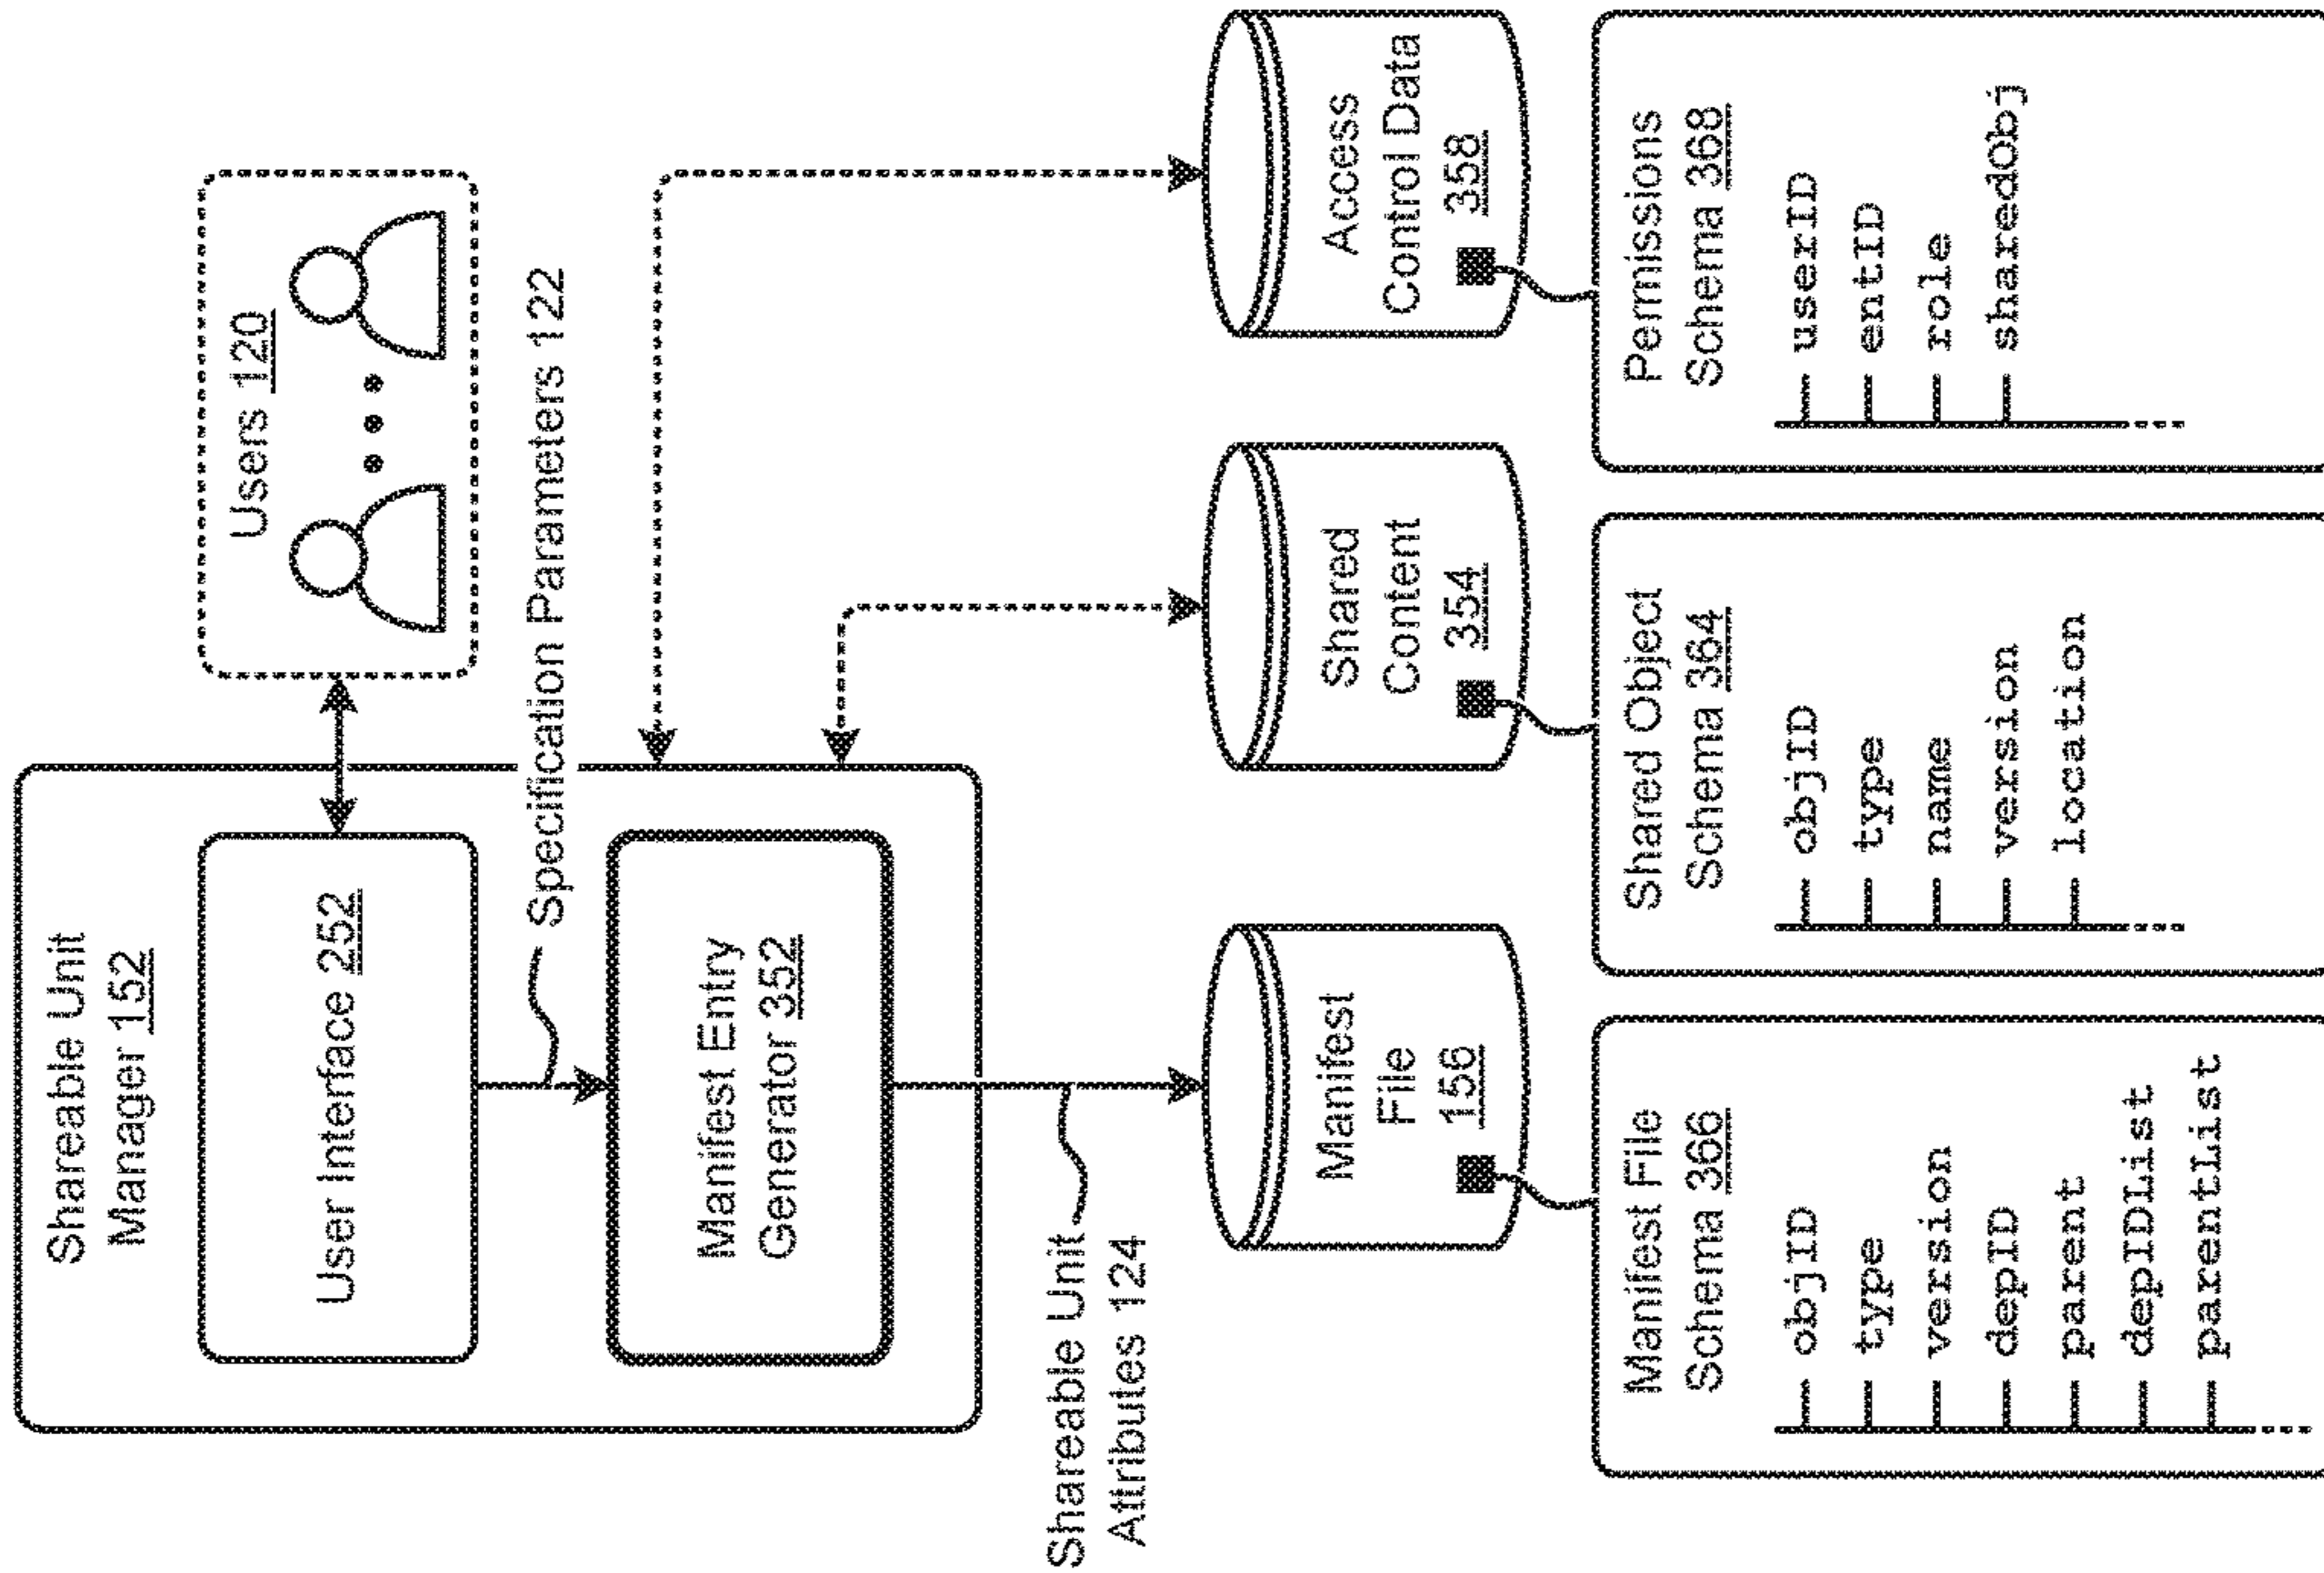 Shareable Unit
Manager 152
User Interface 252
Users 120
Specification Parameters 122
Manifest Entry
Generator 352
Shareable Unit
Attributes 124
Manifest
File
156
Shared
Content
354
Access
Control Data
358
Manifest File
Schema 366
objID
type
version
depID
parent
depIDList
parentList
Shared Object
Schema 364
objID
type
name
version
location
Permissions
Schema 368
userID
entID
role
sharedobj